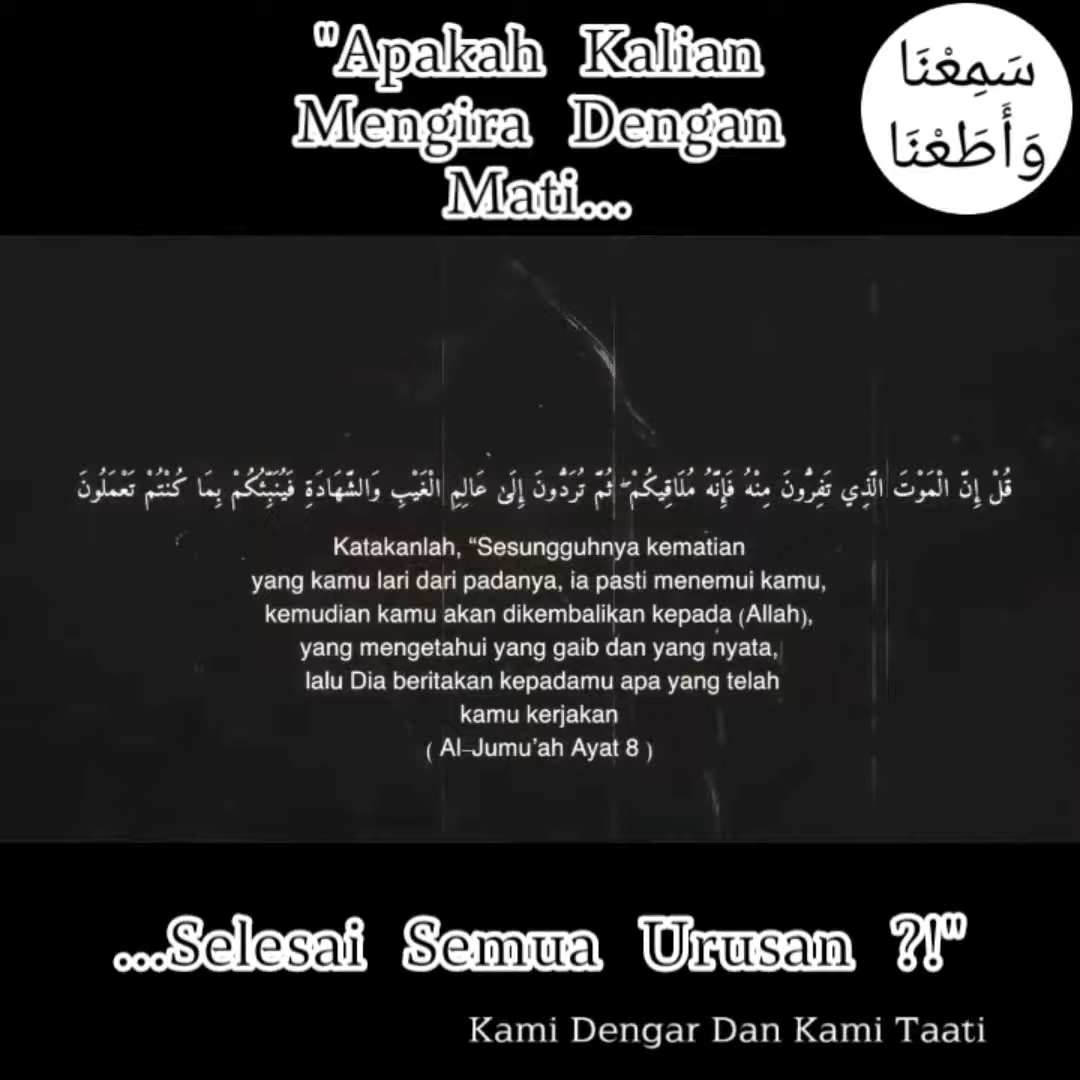 "Apakah Kalian
Mengira Dengan
Mati...
سَمِعْنَا
وَأَطَعْنَا
قُلْ إِنَّ الْمَوْتَ الَّذِي تَفِرُّونَ مِنْهُ فَإِنَّهُ مُلَاقِيكُمْ ۖ ثُمَّ تُرَدُّونَ إِلَىٰ عَالِمِ الْغَيْبِ وَالشَّهَادَةِ فَيُنَبِّئُكُمْ بِمَا كُنْتُمْ تَعْمَلُونَ
Katakanlah, “Sesungguhnya kematian
yang kamu lari dari padanya, ia pasti menemui kamu,
kemudian kamu akan dikembalikan kepada (Allah),
yang mengetahui yang gaib dan yang nyata,
lalu Dia beritakan kepadamu apa yang telah
kamu kerjakan
( Al-Jumu’ah Ayat 8 )
...Selesai Semua Urusan ?!"
Kami Dengar Dan Kami Taati